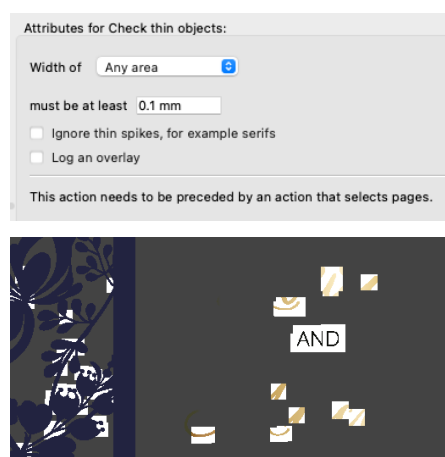 Attributes for Check thin objects:
Width of Any area
must be at least 0.1 mm
Ignore thin spikes, for example serifs
Log an overlay
This action needs to be preceded by an action that selects pages.
AND